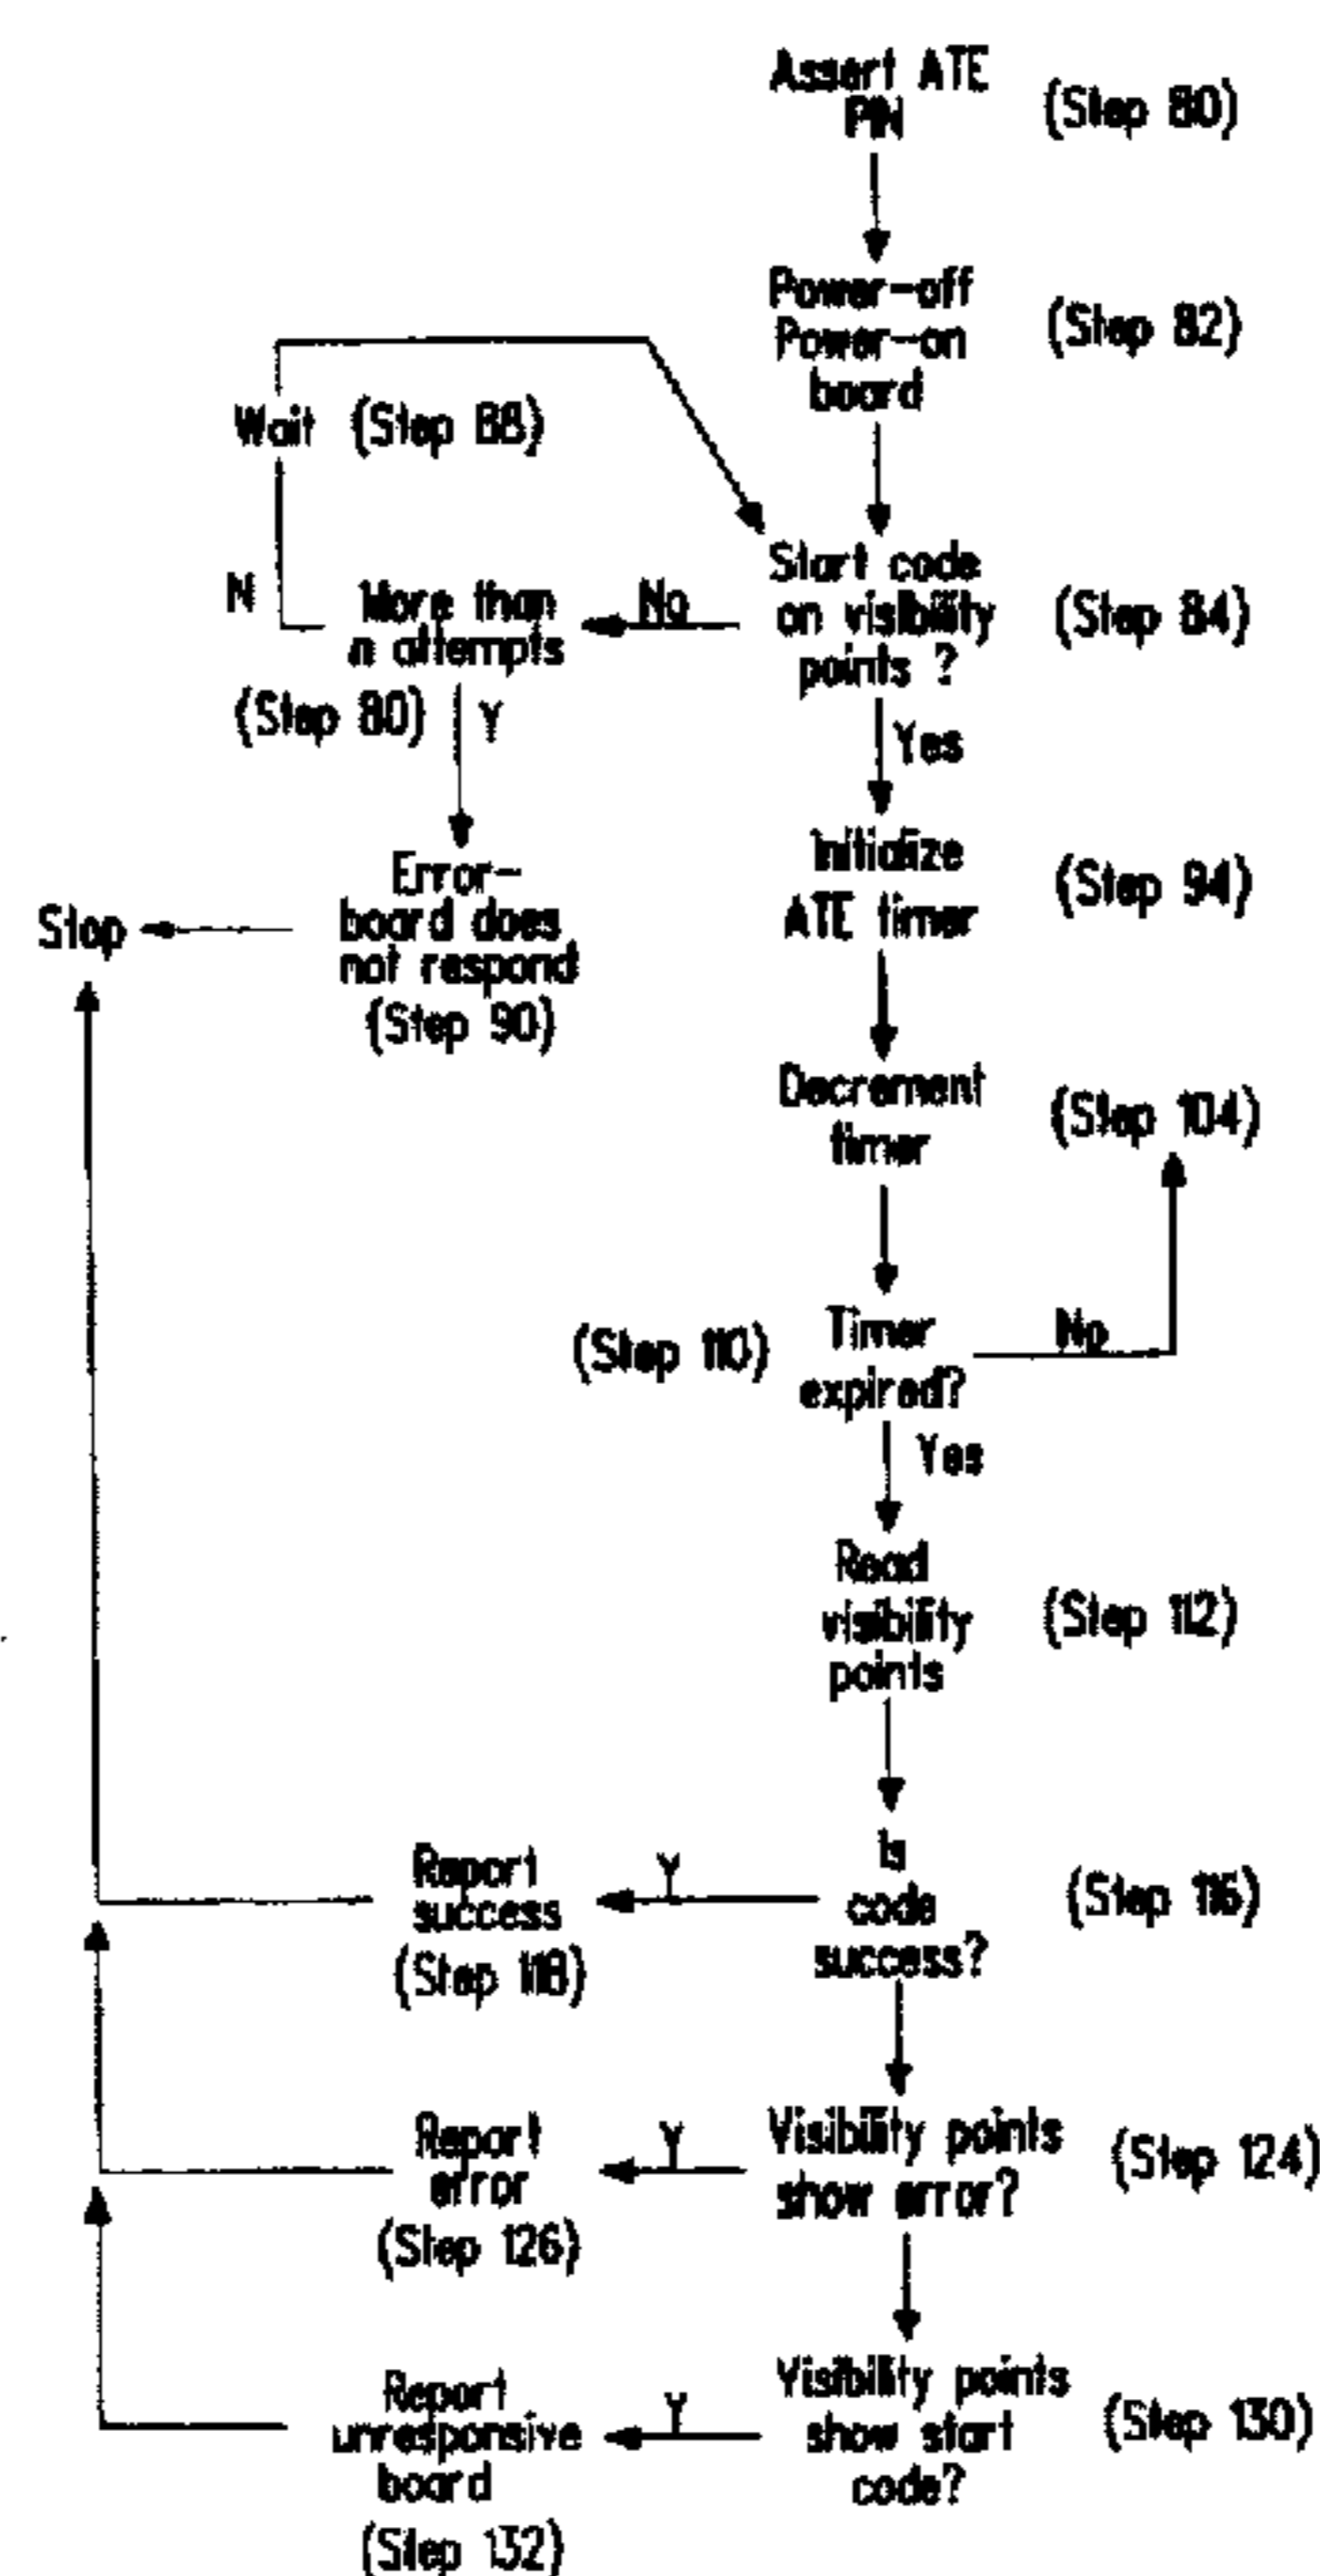 Assert ATE
PIN
(Step 80)
Power-off
Power-on
board
(Step 82)
Wait (Step 88)
Start code
on visibility
points ?
(Step 84)
No
More than
n attempts
(Step 80)
N
Y
Yes
Error-
board does
not respond
(Step 90)
Stop
Initialize
ATE timer
(Step 94)
Decrement
timer
(Step 104)
(Step 110)
Timer
expired?
No
Yes
Read
visibility
points
(Step 112)
Is
code
success?
(Step 116)
Y
Report
success
(Step 118)
Visibility points
show error?
(Step 124)
Y
Report
error
(Step 126)
Visibility points
show start
code?
(Step 130)
Y
Report
unresponsive
board
(Step 132)